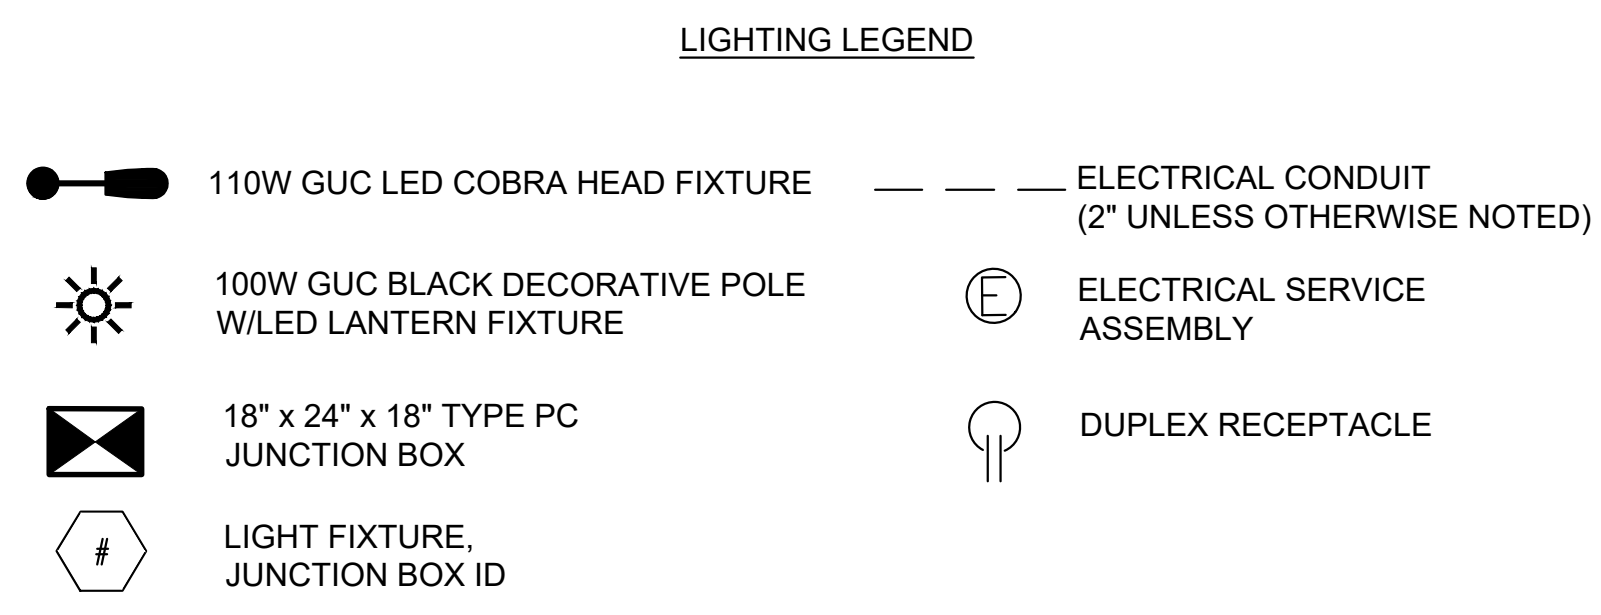 LIGHTING LEGEND
110W GUC LED COBRA HEAD FIXTURE
100W GUC BLACK DECORATIVE POLE
W/LED LANTERN FIXTURE
18" x 24" x 18" TYPE PC
JUNCTION BOX
#
LIGHT FIXTURE,
JUNCTION BOX ID
ELECTRICAL CONDUIT
(2" UNLESS OTHERWISE NOTED)
E
ELECTRICAL SERVICE
ASSEMBLY
DUPLEX RECEPTACLE